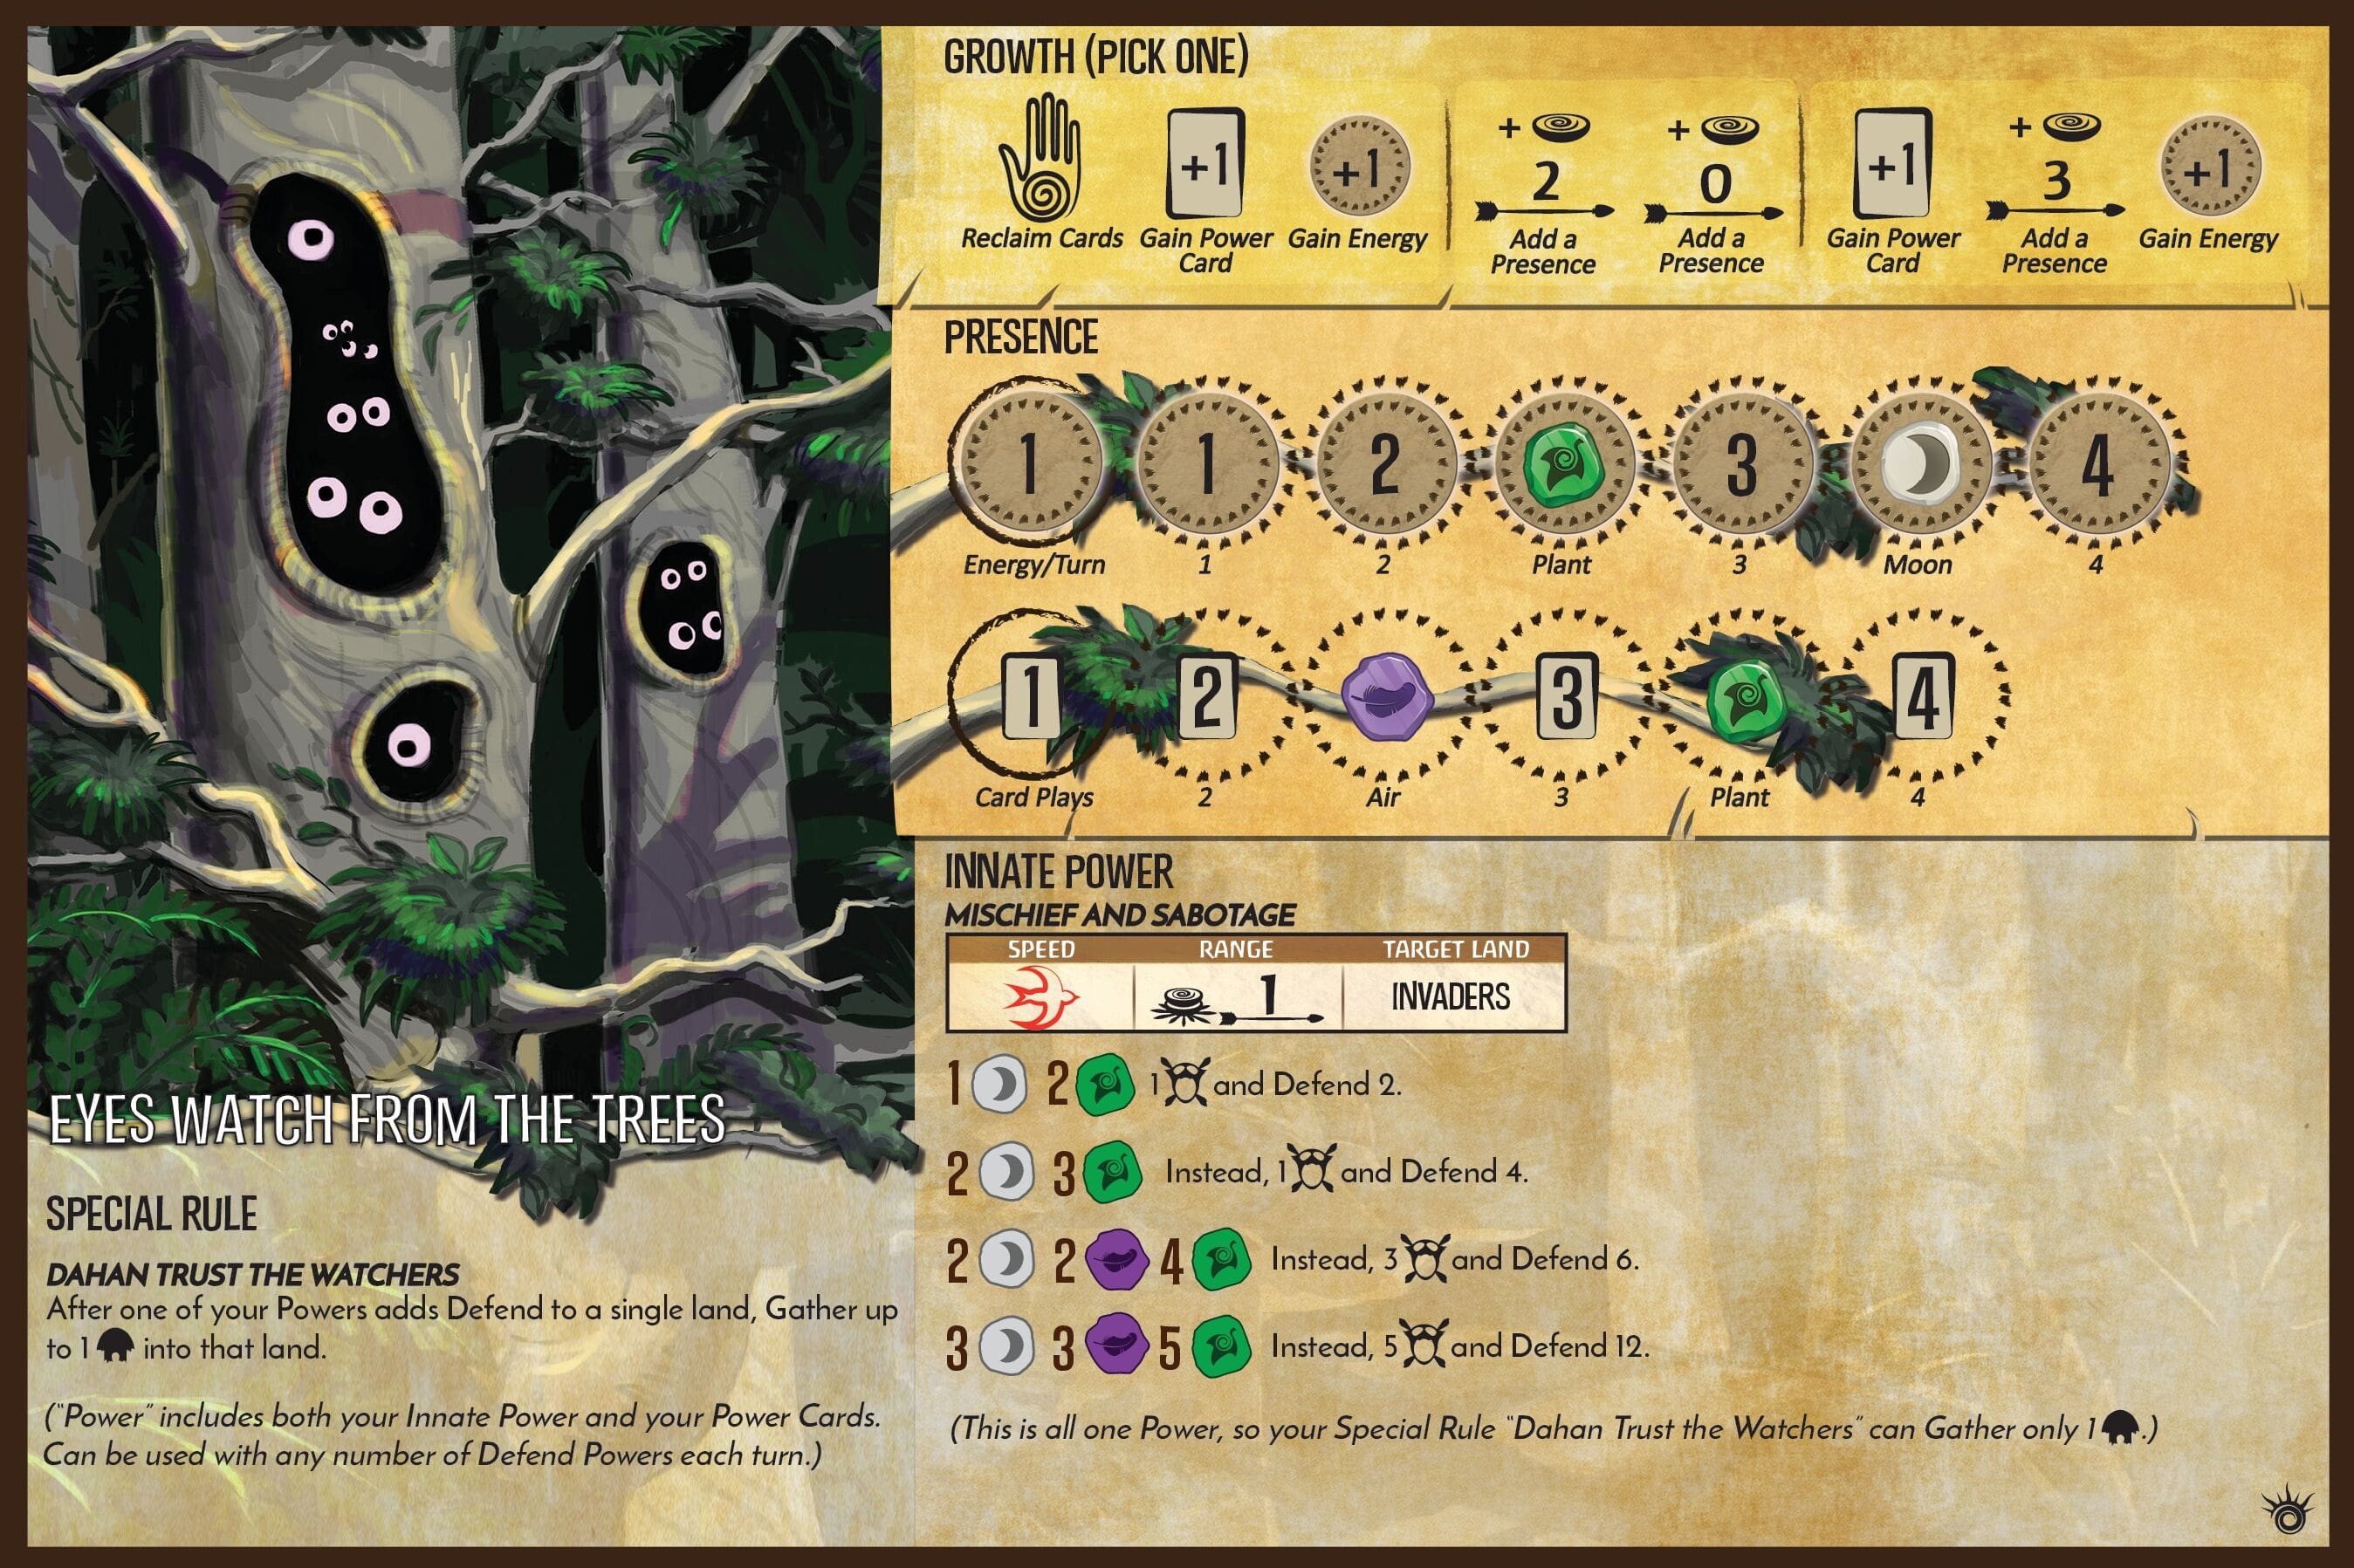 GROWTH (PICK ONE)
+1 +1 + 2 + 0 +1 + 3 +1
Reclaim Cards Gain Power Card Gain Energy Add a Presence Add a Presence Gain Power Card Add a Presence Gain Energy
PRESENCE
1 1 2 3 4
Energy/Turn 1 2 Plant 3 Moon 4
1 2 3 4
Card Plays 2 Air 3 Plant 4
EYES WATCH FROM THE TREES
SPECIAL RULE
DAHAN TRUST THE WATCHERS
After one of your Powers adds Defend to a single land, Gather up
to 1 into that land.
("Power" includes both your Innate Power and your Power Cards.
Can be used with any number of Defend Powers each turn.)
INNATE POWER
MISCHIEF AND SABOTAGE
SPEED RANGE TARGET LAND
1 INVADERS
1 2 1 and Defend 2.
2 3 Instead, 1 and Defend 4.
2 2 4 Instead, 3 and Defend 6.
3 3 5 Instead, 5 and Defend 12.
(This is all one Power, so your Special Rule "Dahan Trust the Watchers" can Gather only 1 .)